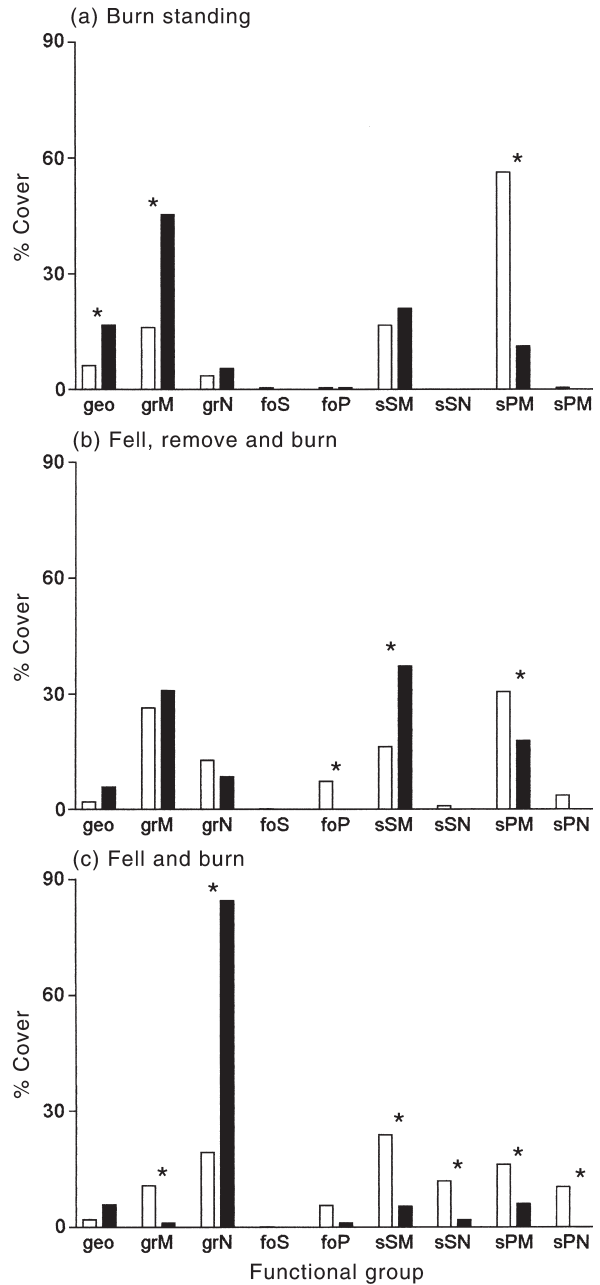 (a) Burn standing
90
60
30
0
% Cover
*
*
*
geo grM grN foS foP sSM sSN sPM sPM
(b) Fell, remove and burn
90
60
30
0
% Cover
*
*
*
geo grM grN foS foP sSM sSN sPM sPN
(c) Fell and burn
90
60
30
0
% Cover
*
*
*
*
*
*
geo grM grN foS foP sSM sSN sPM sPN
Functional group